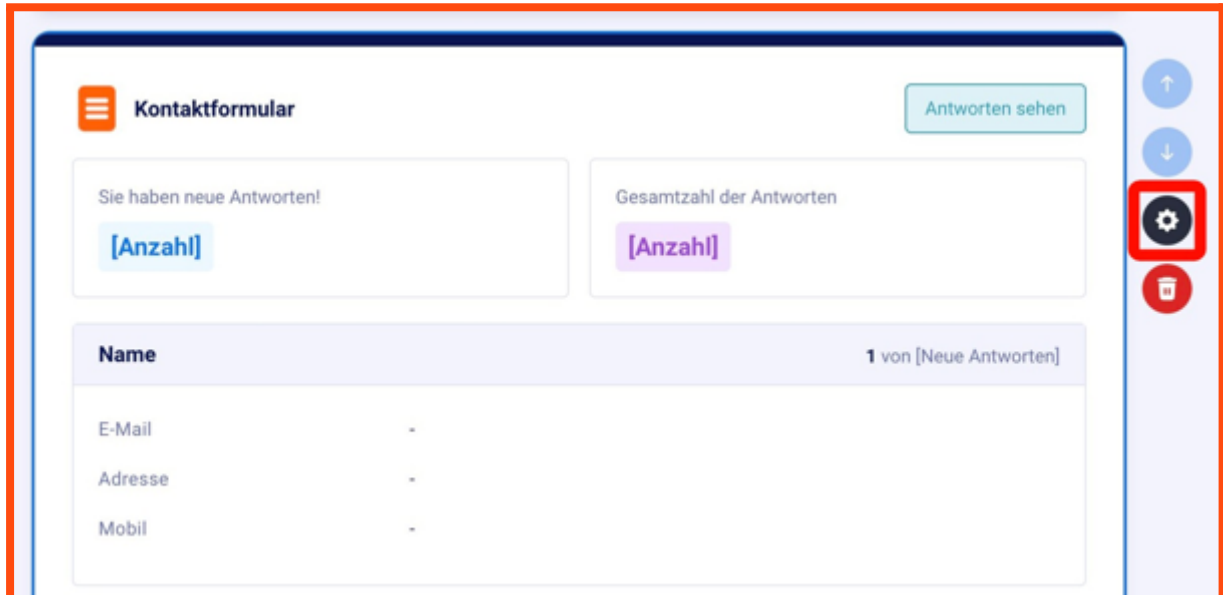 Kontaktformular
Antworten sehen
Sie haben neue Antworten!
[Anzahl]
Gesamtzahl der Antworten
[Anzahl]
Name
1 von [Neue Antworten]
E-Mail -
Adresse -
Mobil -